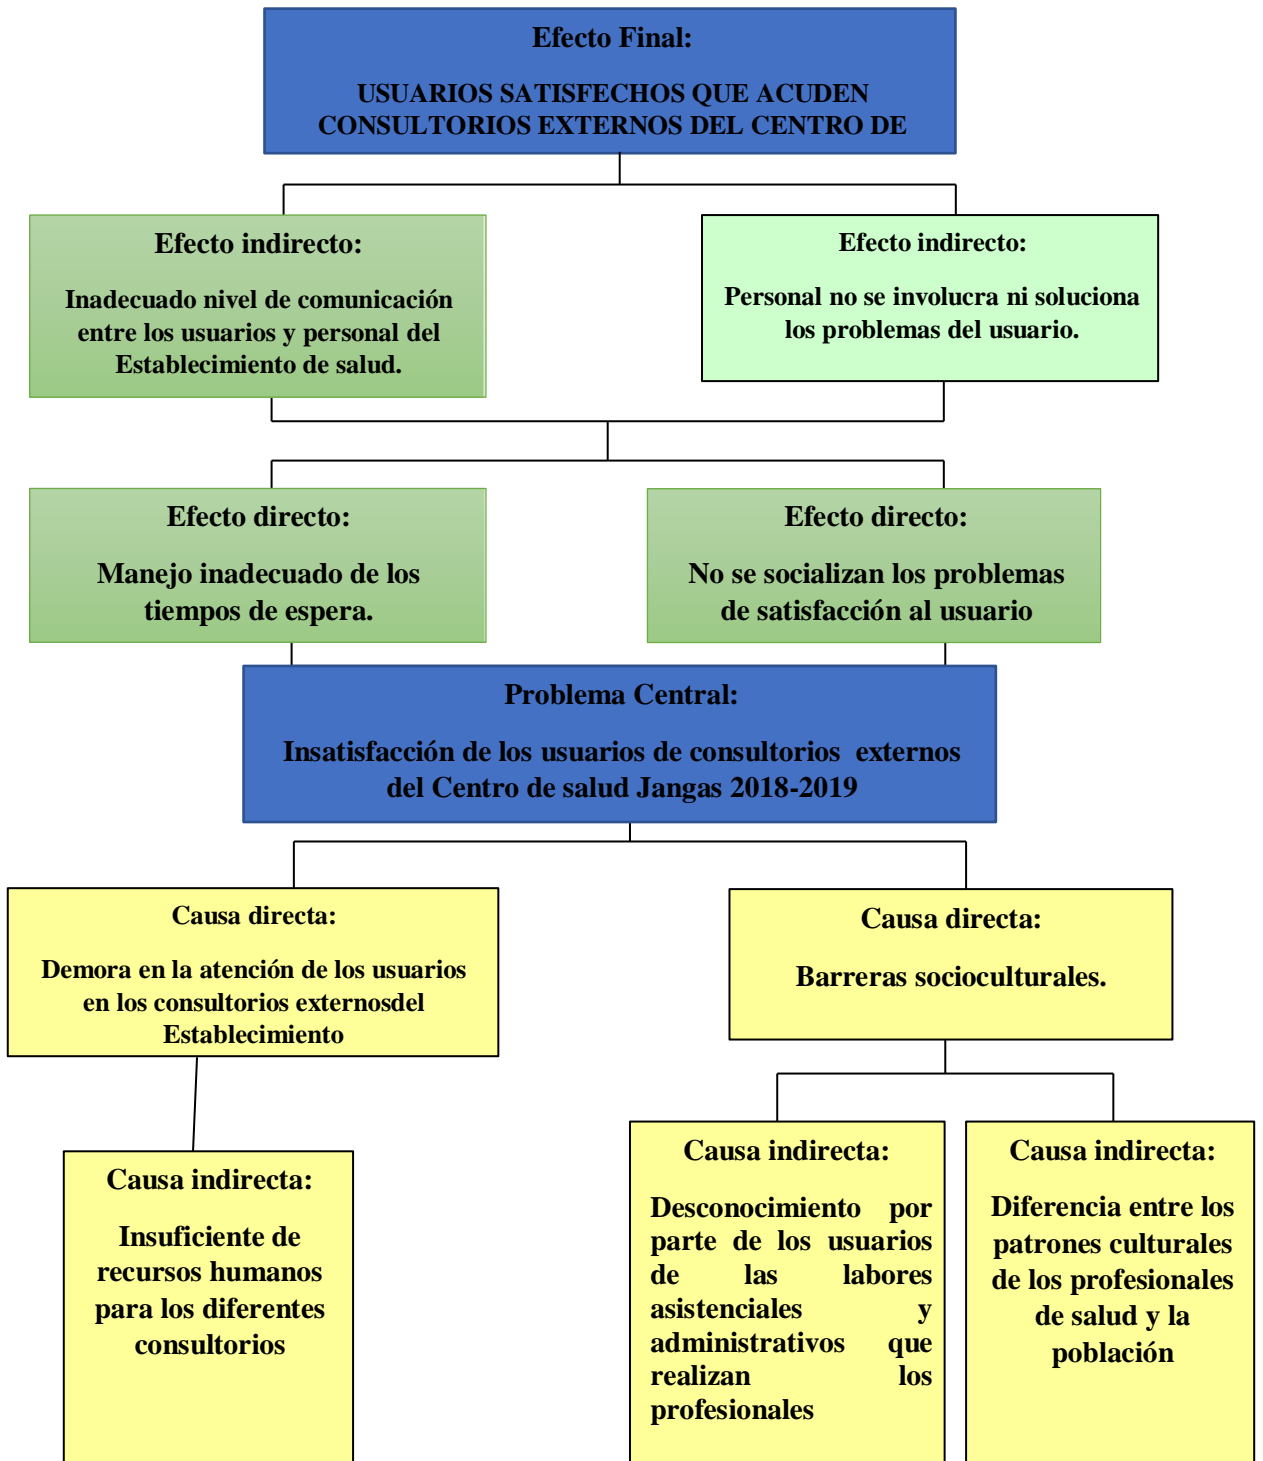 Efecto Final:
USUARIOS SATISFECHOS QUE ACUDEN
CONSULTORIOS EXTERNOS DEL CENTRO DE
Efecto indirecto:
Inadecuado nivel de comunicación
entre los usuarios y personal del
Establecimiento de salud.
Efecto indirecto:
Personal no se involucra ni soluciona
los problemas del usuario.
Efecto directo:
Manejo inadecuado de los
tiempos de espera.
Efecto directo:
No se socializan los problemas
de satisfacción al usuario
Problema Central:
Insatisfacción de los usuarios de consultorios externos
del Centro de salud Jangas 2018-2019
Causa directa:
Demora en la atención de los usuarios
en los consultorios externosdel
Establecimiento
Causa directa:
Barreras socioculturales.
Causa indirecta:
Insuficiente de
recursos humanos
para los diferentes
consultorios
Causa indirecta:
Desconocimiento por
parte de los usuarios
de las labores
asistenciales y
administrativos que
realizan los
profesionales
Causa indirecta:
Diferencia entre los
patrones culturales
de los profesionales
de salud y la
población